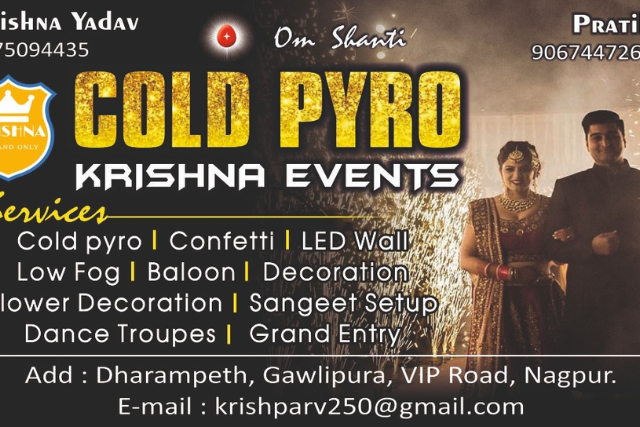 ishna Yadav
75094435
Prati
906744726
Om Shanti
COLD PYRO
KRISHNA EVENTS
Services
Cold pyro | Confetti | LED Wall
Low Fog | Baloon | Decoration
lower Decoration | Sangeet Setup
Dance Troupes | Grand Entry
Add : Dharampeth, Gawlipura, VIP Road, Nagpur.
E-mail : krishparv250@gmail.com